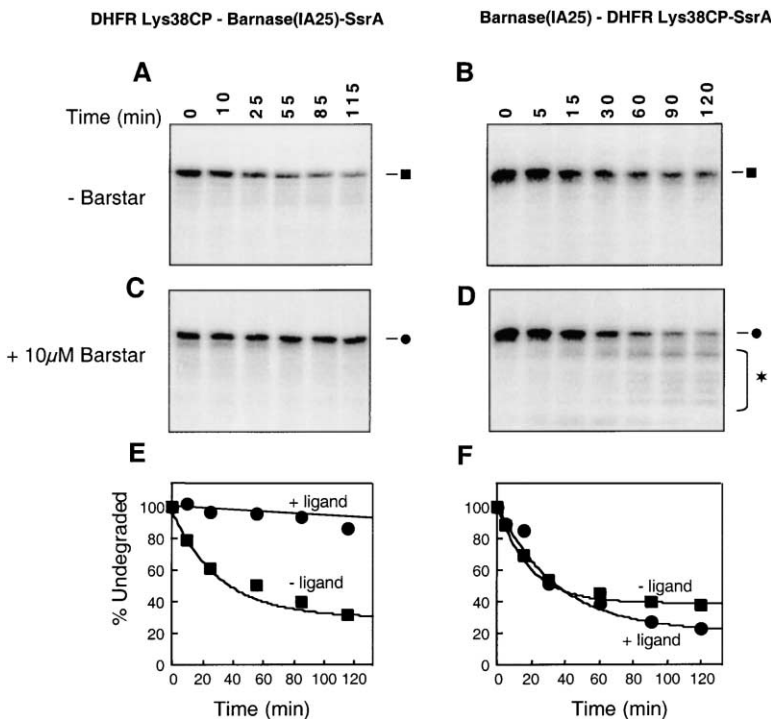 DHFR Lys38CP - Barnase(IA25)-SsrA
Barnase(IA25) - DHFR Lys38CP-SsrA
A
B
Time (min)
0 10 25 55 85 115
0 5 15 30 60 90 120
- Barstar
C
D
+ 10µM Barstar
E
F
% Undegraded
100
80
60
40
20
0
+ ligand
- ligand
0 20 40 60 80 100 120
Time (min)
100
80
60
40
20
0
- ligand
+ ligand
0 20 40 60 80 100 120
Time (min)